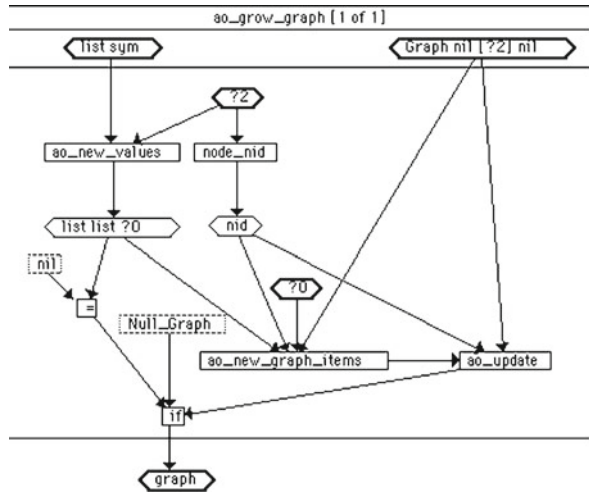 ao_grow_graph [1 of 1]
list sym
Graph nil [?2] nil
?2
ao_new_values
node_nid
list list ?0
nid
nil
?0
=
Null_Graph
ao_new_graph_items
ao_update
if
graph